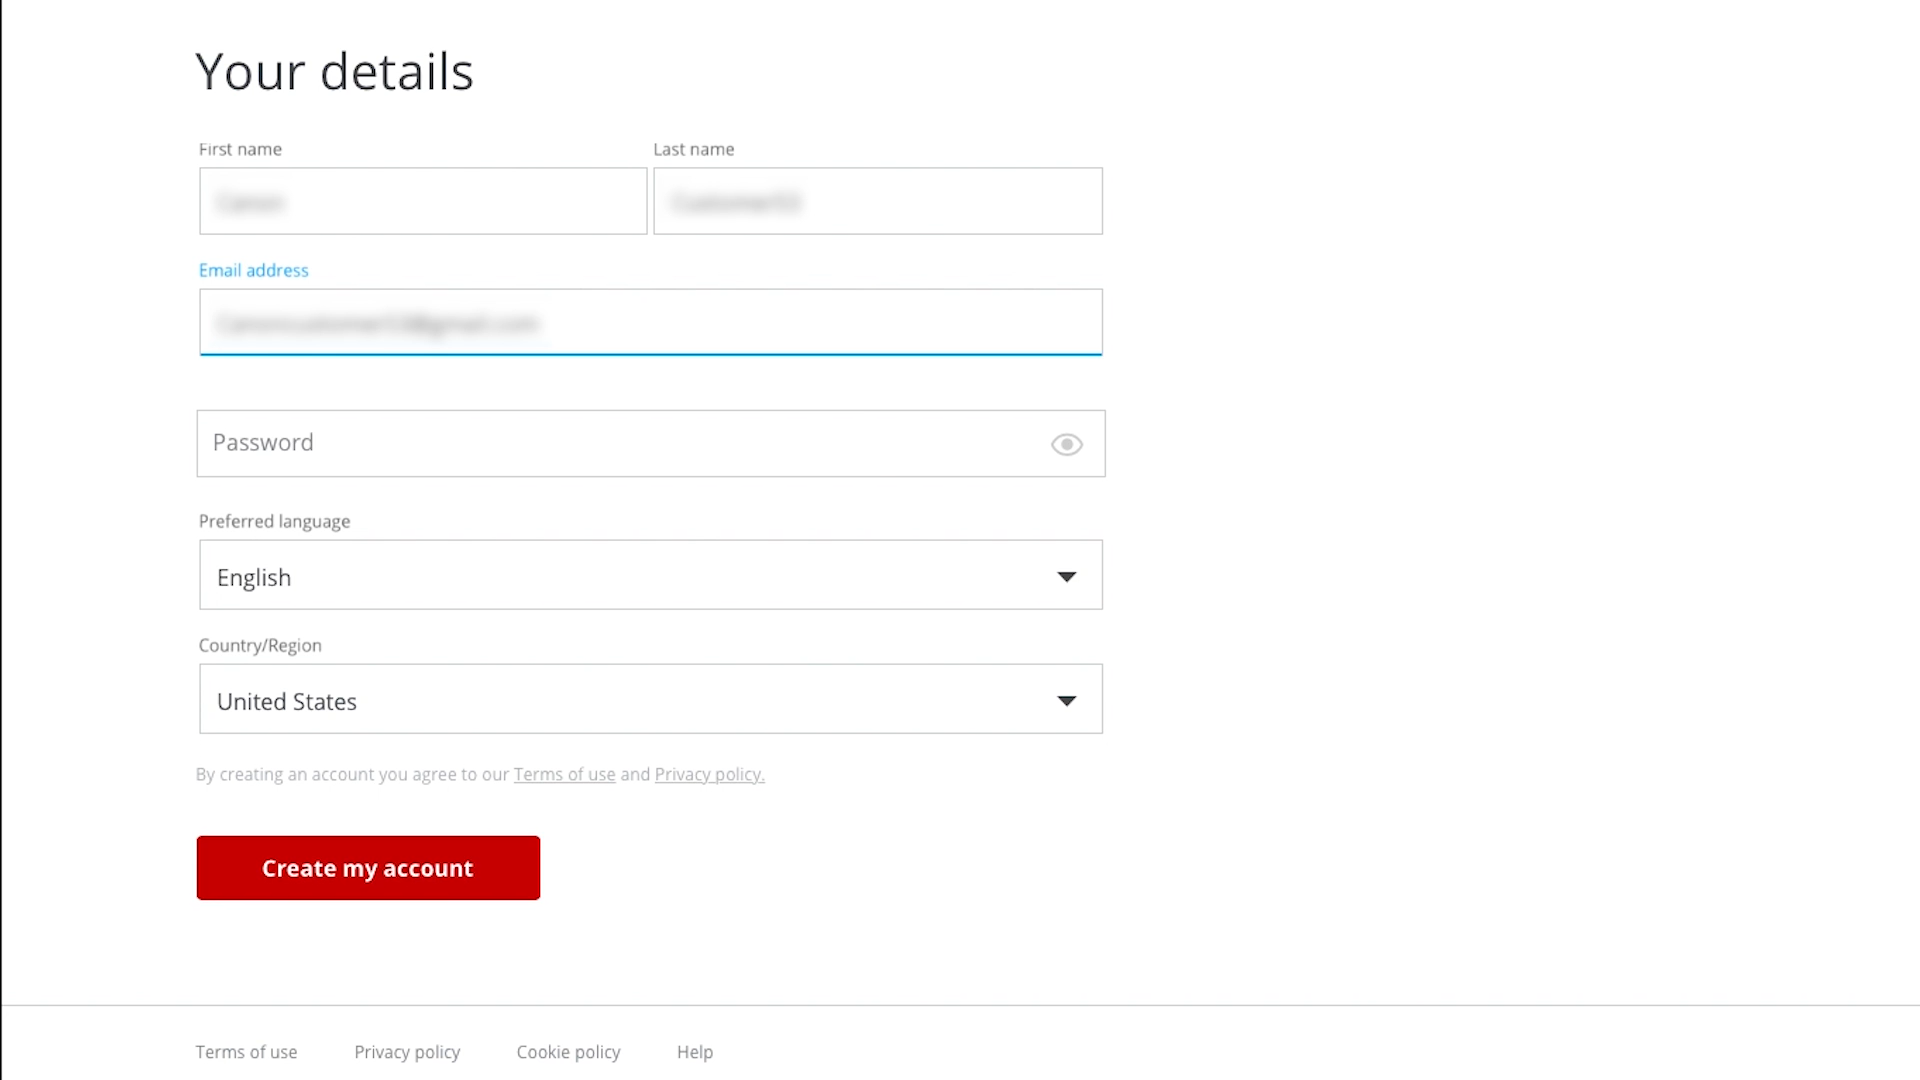 Your details
First name
Last name
Email address
Password
Preferred language
English
Country/Region
United States
By creating an account you agree to our Terms of use and Privacy policy.
Create my account
Terms of use Privacy policy Cookie policy Help